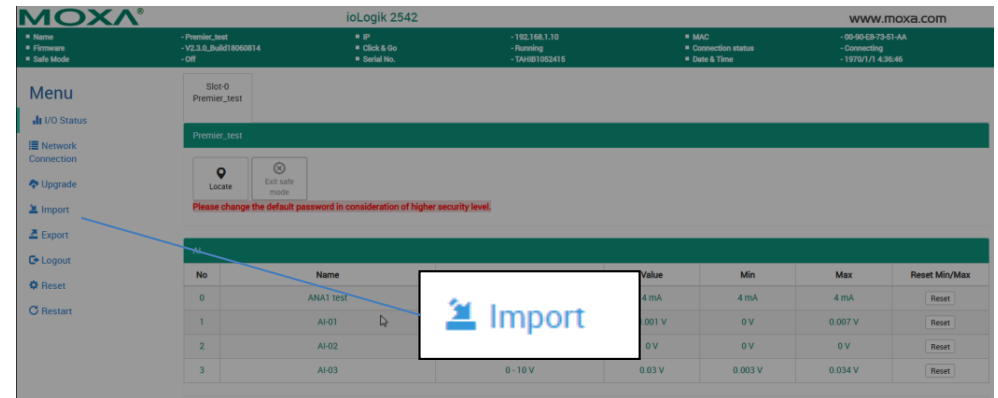 MOXA®
ioLogik 2542
www.moxa.com
Name - Premier_test IP - 192.168.1.10 MAC - 00-90-E8-73-51-AA
Firmware - V2.3.0_Build18060814 Click & Go - Running Connection status - Connecting
Safe Mode - Off Serial No. - TAHIB1052415 Date & Time - 1970/1/1 4:36:46
Menu
I/O Status
Network
Connection
Upgrade
Import
Export
Logout
Reset
Restart
Slot-0
Premier_test
Premier_test
Locate
Exit safe
mode
Please change the default password in consideration of higher security level.
AI
No Name Value Min Max Reset Min/Max
0 ANA1 test 4 mA 4 mA 4 mA Reset
1 AI-01 .001 V 0 V 0.007 V Reset
2 AI-02 0 V 0 V 0 V Reset
3 AI-03 0 - 10 V 0.03 V 0.003 V 0.034 V Reset
Import